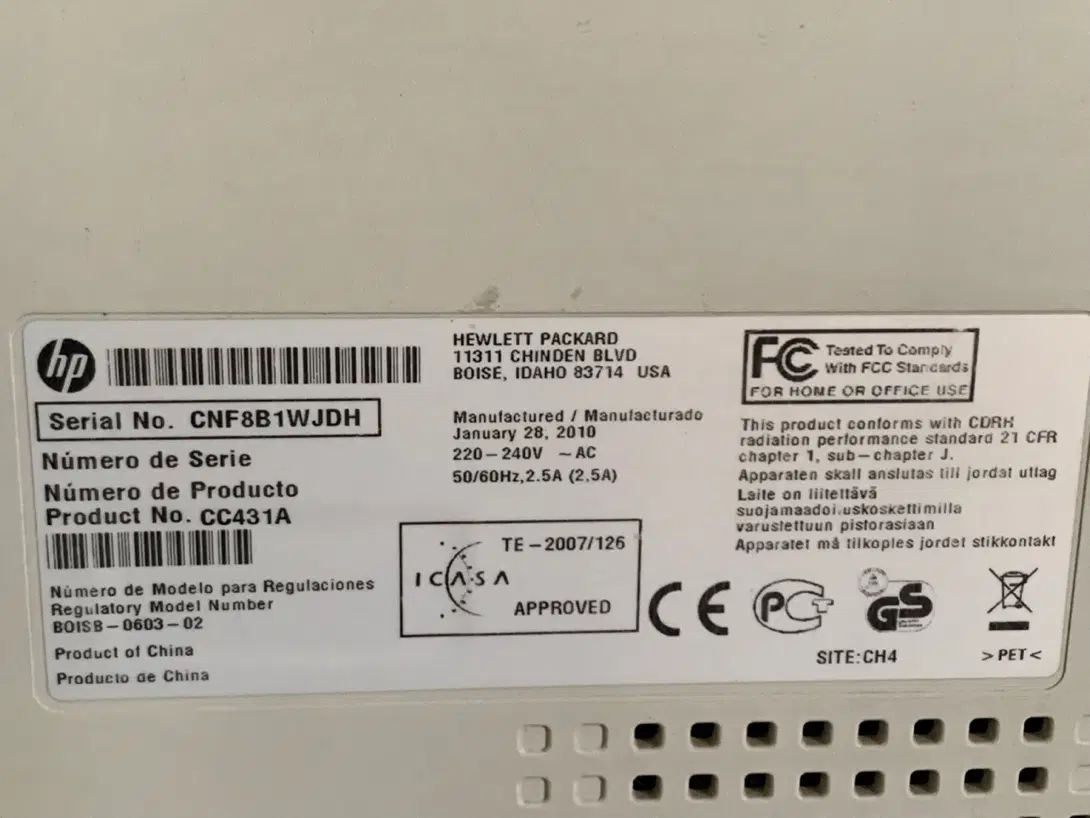 hp
Serial No. CNF8B1WJDH
Número de Serie
Número de Producto
Product No. CC431A
Número de Modelo para Regulaciones
Regulatory Model Number
BOISB-0603-02
Product of China
Producto de China
HEWLETT PACKARD
11311 CHINDEN BLVD
BOISE, IDAHO 83714 USA
Manufactured / Manufacturado
January 28, 2010
220-240V ~AC
50/60Hz,2.5A (2.5A)
TE-2007/126
ICASA
APPROVED
FC Tested To Comply
With FCC Standards
FOR HOME OR OFFICE USE
This product conforms with CDRH
radiation performance standard 21 CFR
chapter 1, sub-chapter J.
Apparaten skall anslutas till jordat uttag
Laite on liitettävä
suojamaadoi.uskoskettimilla
varustettuun pistorasiaan
Apparatet må tilkoples jordet stikkontakt
CE
PCT
GS
SITE:CH4
>PET<